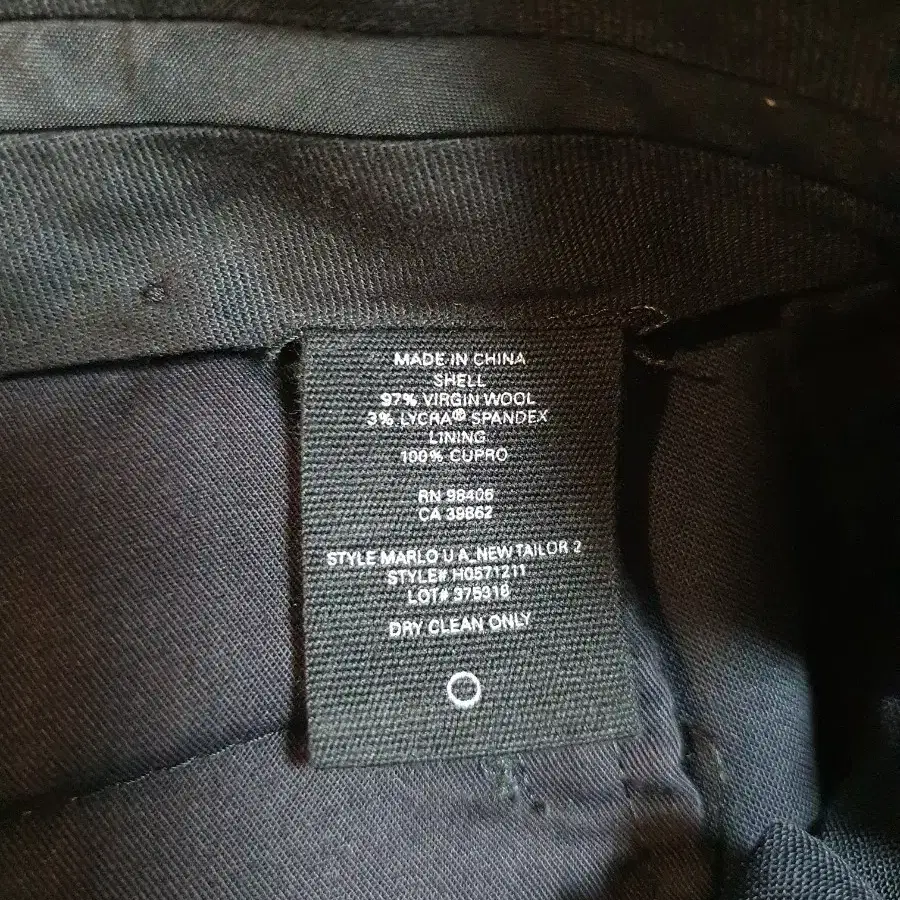 MADE IN CHINA
SHELL
97% VIRGIN WOOL
3% LYCRA® SPANDEX
LINING
100% CUPRO
RN 98406
CA 39862
STYLE MARLO U A. NEW TAILOR 2
STYLE# H0571211
LOT# 375318
DRY CLEAN ONLY